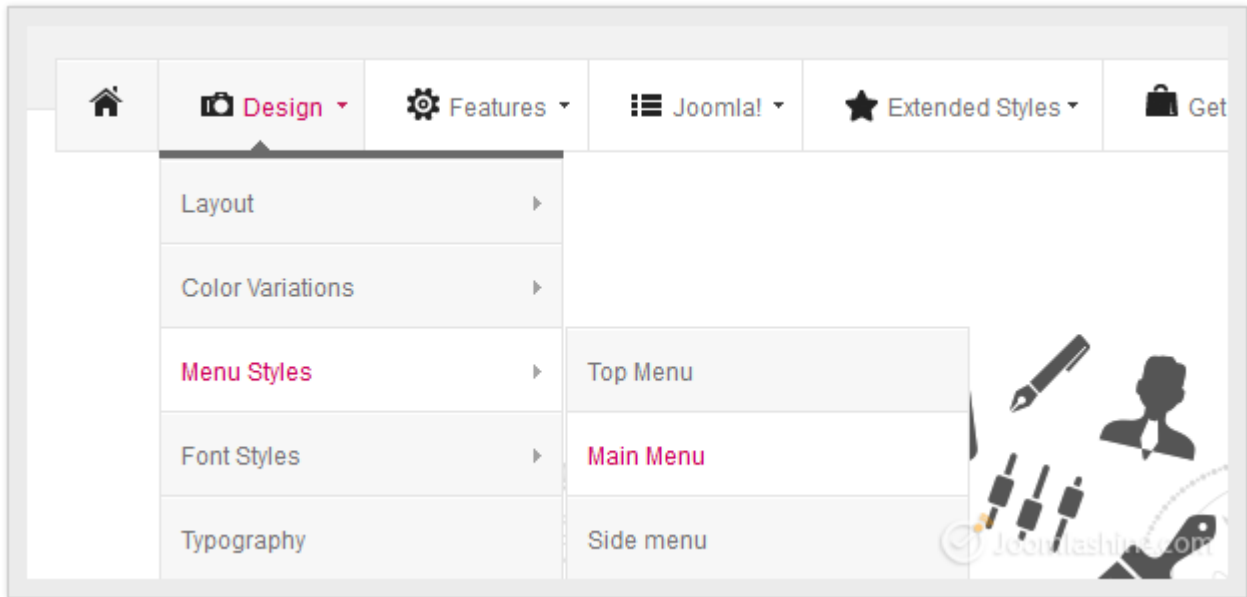 Design
Features
Joomla!
Extended Styles
Get
Layout
Color Variations
Menu Styles
Top Menu
Font Styles
Main Menu
Typography
Side menu
Joomlashine.com